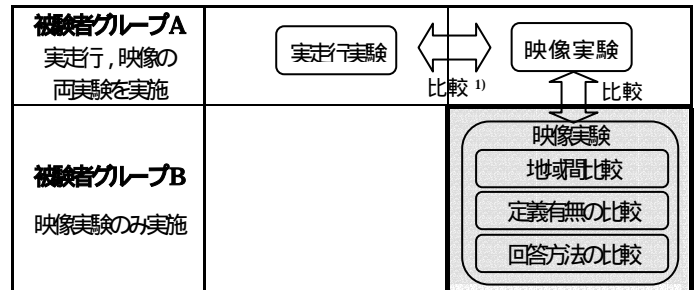 被験者グループA
実走行,映像の
両実験を実施
実走行実験
映像実験
比較 1)
比較
被験者グループB
映像実験のみ実施
映像実験
地域間比較
定義有無の比較
回答方法の比較